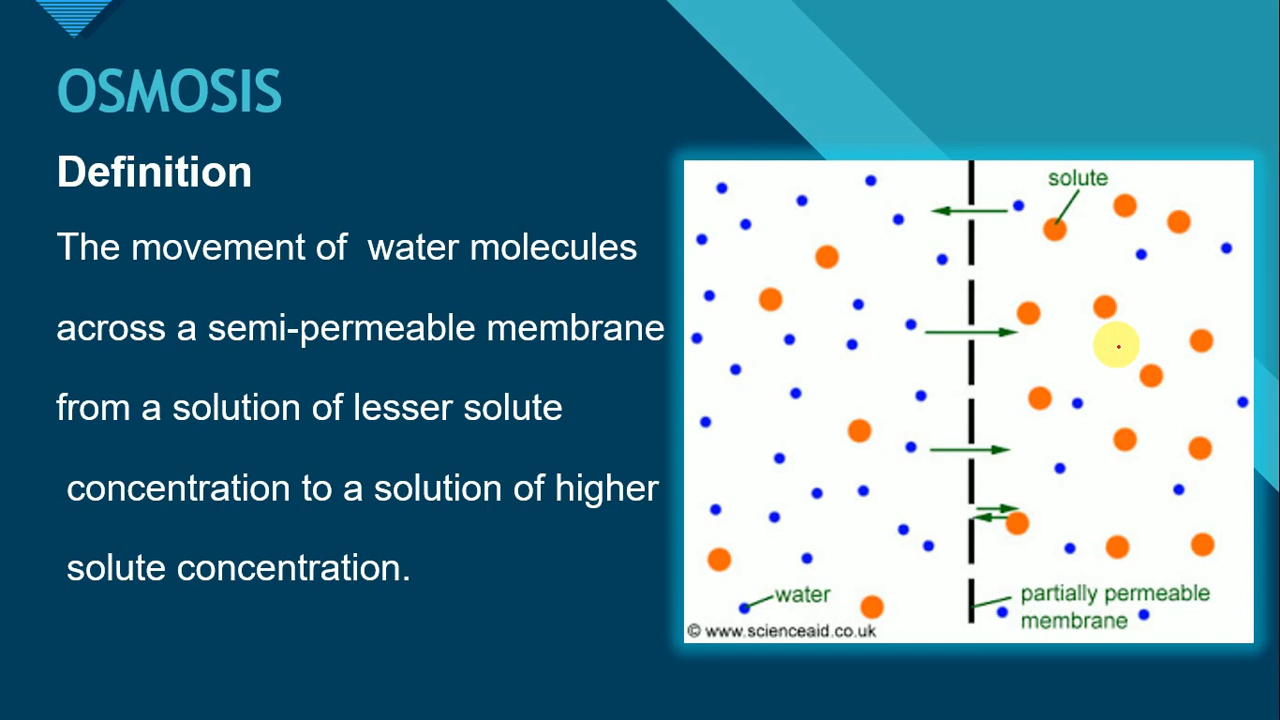 OSMOSIS
Definition
The movement of  water molecules
across a semi-permeable membrane
from a solution of lesser solute
concentration to a solution of higher
solute concentration.
solute
water
partially permeable
membrane
© www.scienceaid.co.uk